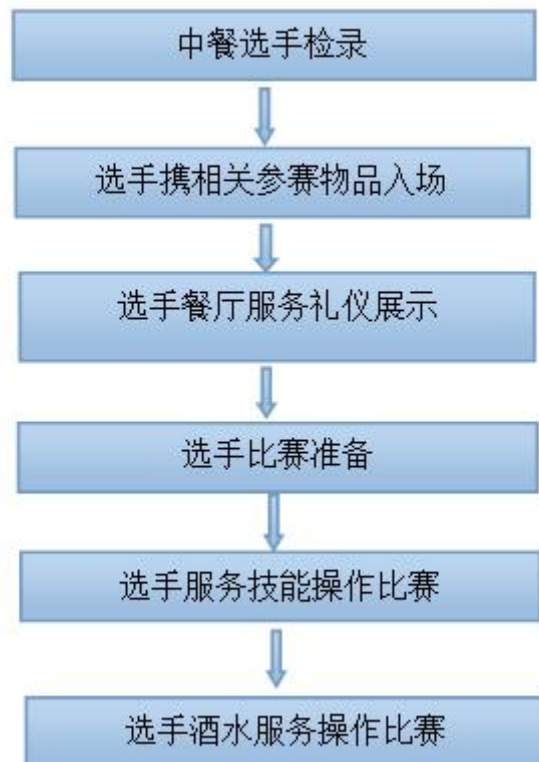 中餐选手检录
选手携相关参赛物品入场
选手餐厅服务礼仪展示
选手比赛准备
选手服务技能操作比赛
选手酒水服务操作比赛